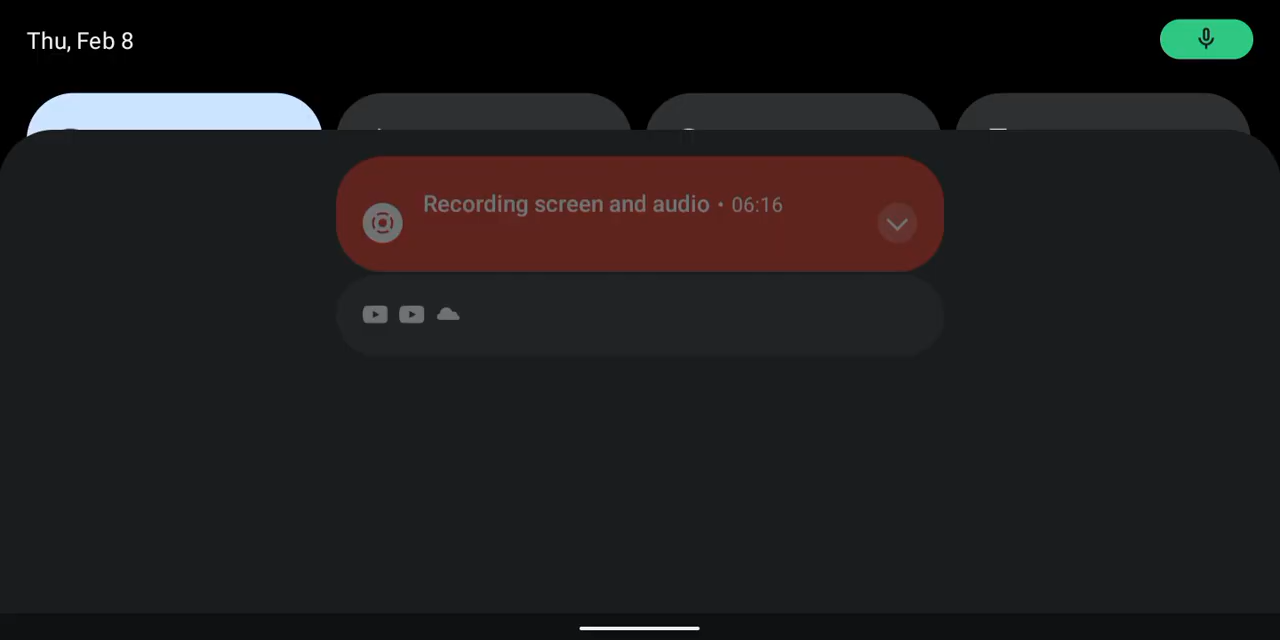 Thu, Feb 8
Recording screen and audio • 06:16